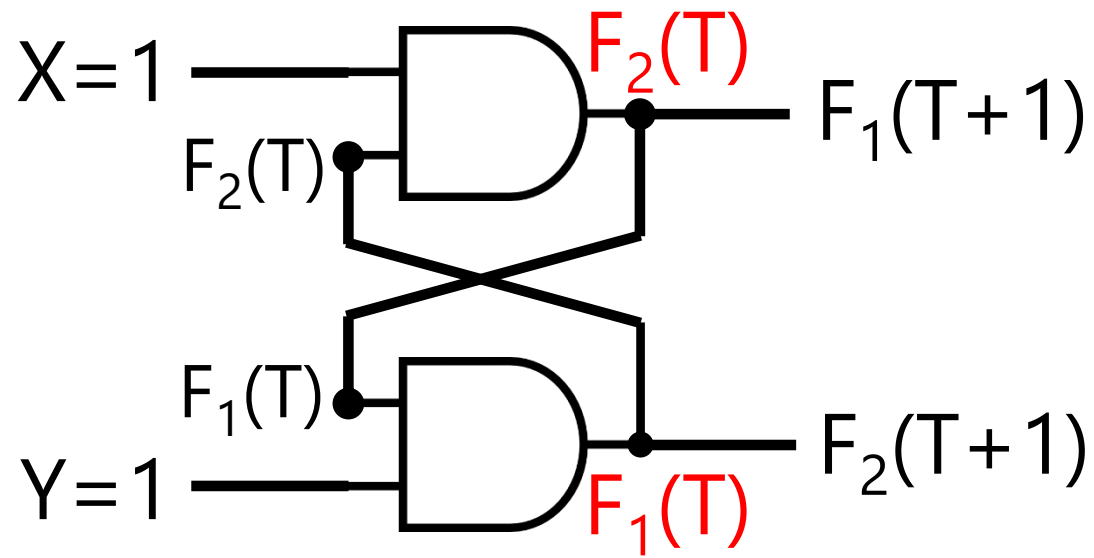 X=1
F₂(T)
F₁(T+1)
F₂(T)
F₁(T)
F₂(T+1)
Y=1
F₁(T)